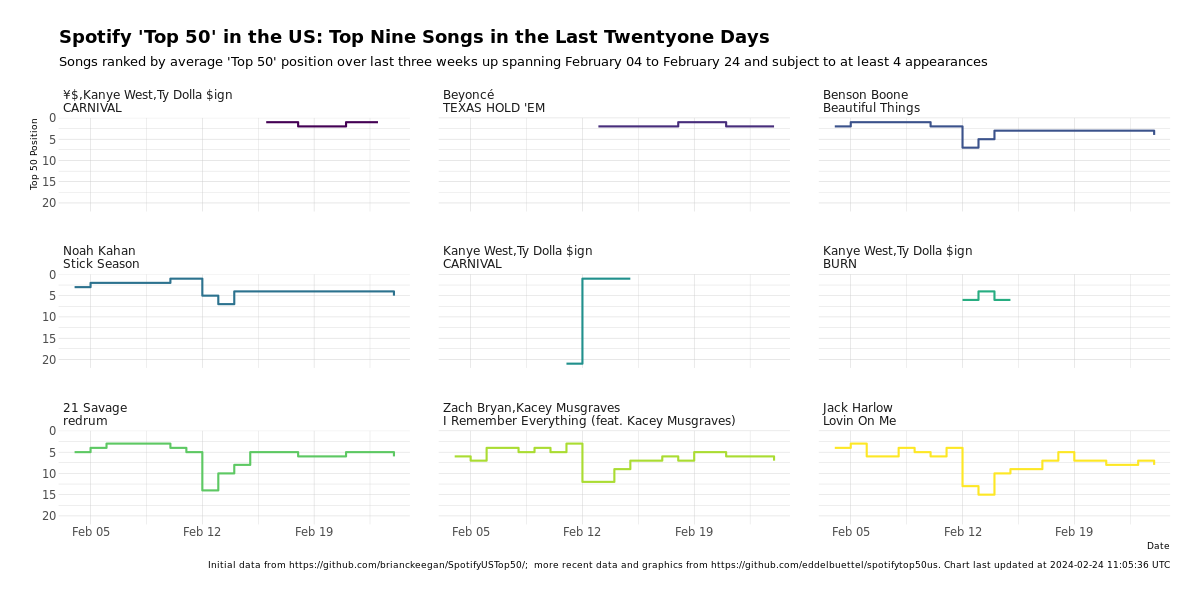 Spotify 'Top 50' in the US: Top Nine Songs in the Last Twentyone Days
Songs ranked by average 'Top 50' position over last three weeks up spanning February 04 to February 24 and subject to at least 4 appearances
¥$,Kanye West,Ty Dolla $ign
CARNIVAL
Beyoncé
TEXAS HOLD 'EM
Benson Boone
Beautiful Things
Top 50 Position
0
5
10
15
20
Noah Kahan
Stick Season
Kanye West,Ty Dolla $ign
CARNIVAL
Kanye West,Ty Dolla $ign
BURN
0
5
10
15
20
21 Savage
redrum
Zach Bryan,Kacey Musgraves
I Remember Everything (feat. Kacey Musgraves)
Jack Harlow
Lovin On Me
0
5
10
15
20
Feb 05 Feb 12 Feb 19
Feb 05 Feb 12 Feb 19
Feb 05 Feb 12 Feb 19
Date
Initial data from https://github.com/brianckeegan/SpotifyUSTop50/;  more recent data and graphics from https://github.com/eddelbuettel/spotifytop50us. Chart last updated at 2024-02-24 11:05:36 UTC